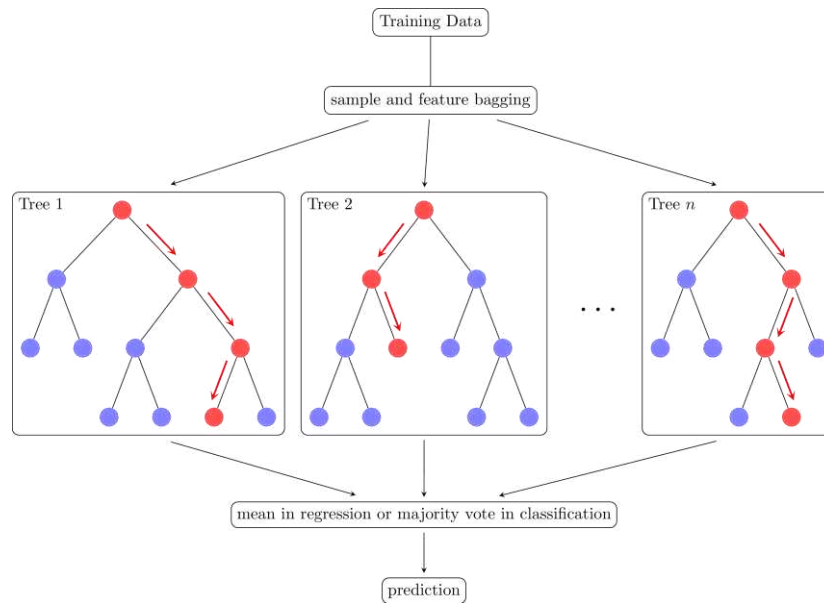 Training Data
sample and feature bagging
Tree 1
Tree 2
Tree n
. . .
mean in regression or majority vote in classification
prediction